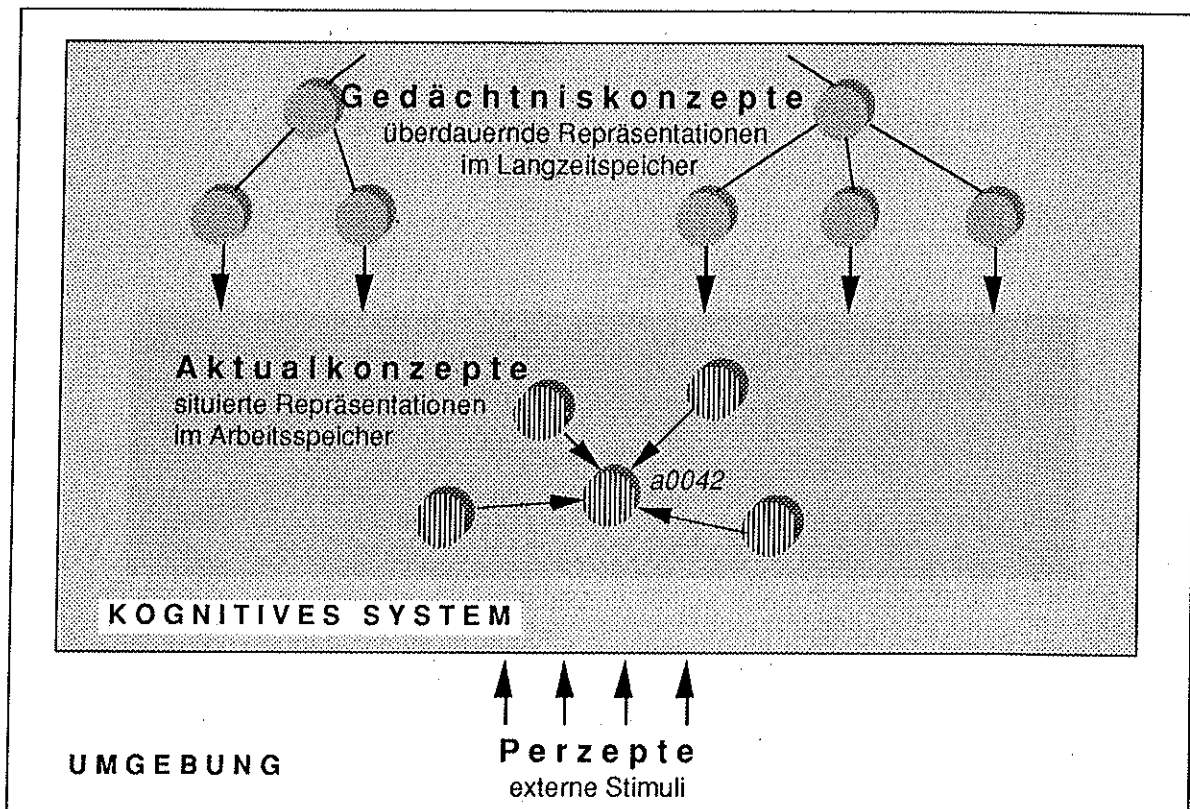 Gedächtniskonzepte
überdauernde Repräsentationen
im Langzeitspeicher
Aktualkonzepte
situierte Repräsentationen
im Arbeitsspeicher
a0042
KOGNITIVES SYSTEM
Perzepte
externe Stimuli
UMGEBUNG